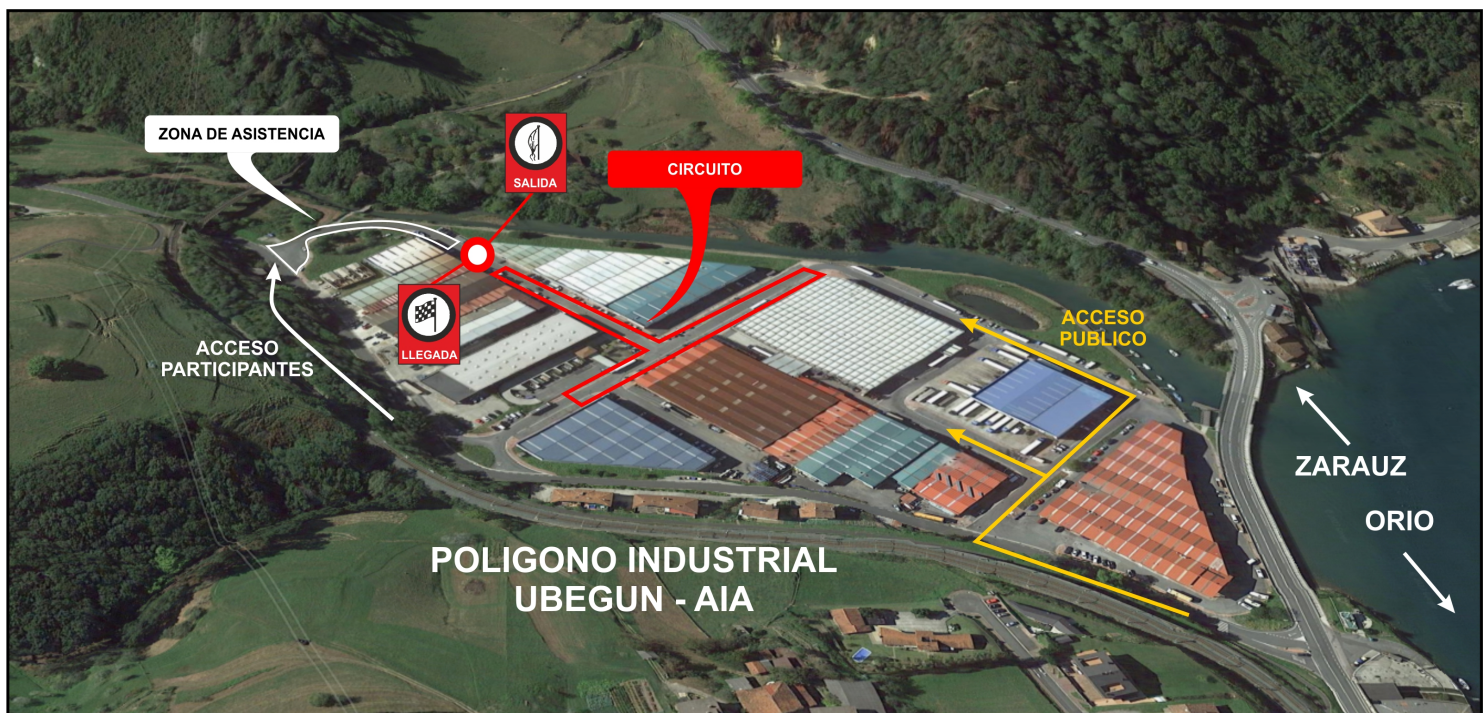 ZONA DE ASISTENCIA
SALIDA
CIRCUITO
LLEGADA
ACCESO
PARTICIPANTES
ACCESO
PUBLICO
ZARAUZ
ORIO
POLIGONO INDUSTRIAL
UBEGUN - AIA